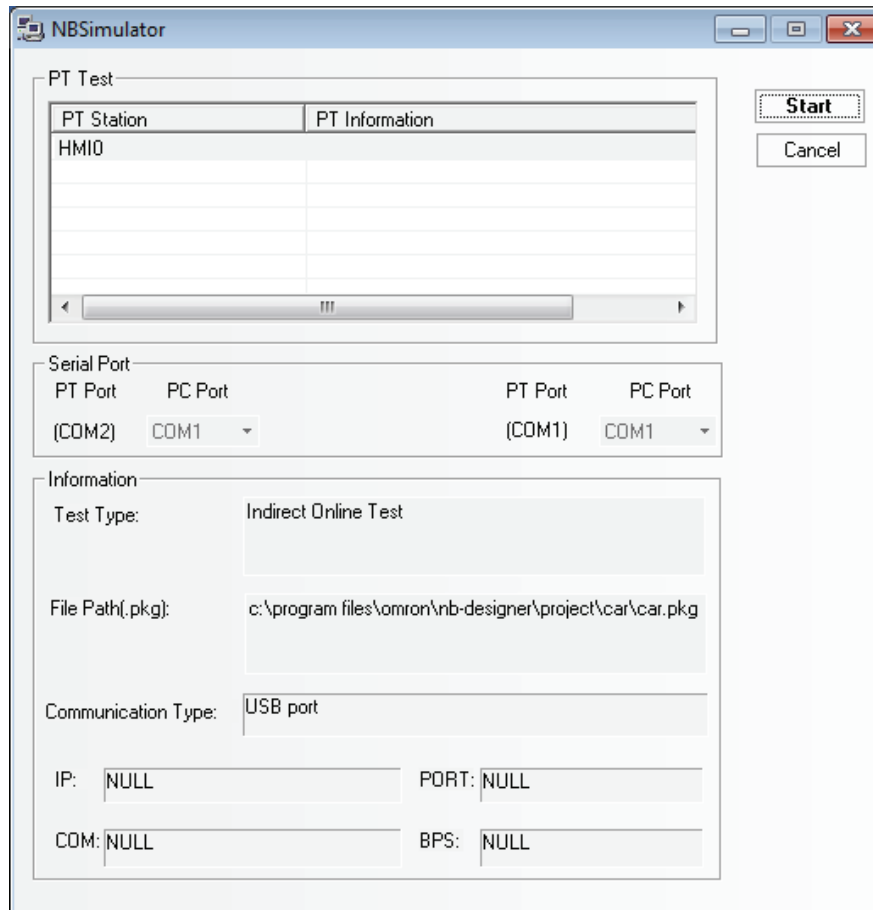 NBSimulator
PT Test
PT Station PT Information
HMI0
Start
Cancel
Serial Port
PT Port PC Port PT Port PC Port
(COM2) COM1 (COM1) COM1
Information
Test Type: Indirect Online Test
File Path(.pkg): c:\program files\omron\nb-designer\project\car\car.pkg
Communication Type: USB port
IP: NULL PORT: NULL
COM: NULL BPS: NULL